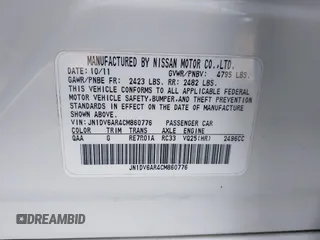 MANUFACTURED BY NISSAN MOTOR CO.,LTD.
DATE: 10/11 GVWR/PNBV: 4795 LBS.
GAWR/PNBE FR: 2423 LBS. RR: 2482 LBS.
THIS VEHICLE CONFORMS TO ALL APPLICABLE
FEDERAL MOTOR VEHICLE SAFETY,
BUMPER, AND THEFT PREVENTION
STANDARDS IN EFFECT ON THE DATE OF MANUFACTURE
SHOWN ABOVE.
VIN: JN1DV6AR4CM860776 PASSENGER CAR
COLOR TRIM TRANS AXLE ENGINE
QAA G RE7R01A RC33 VQ25(HR) 2496CC
JN1DV6AR4CM860776
DREAMBID